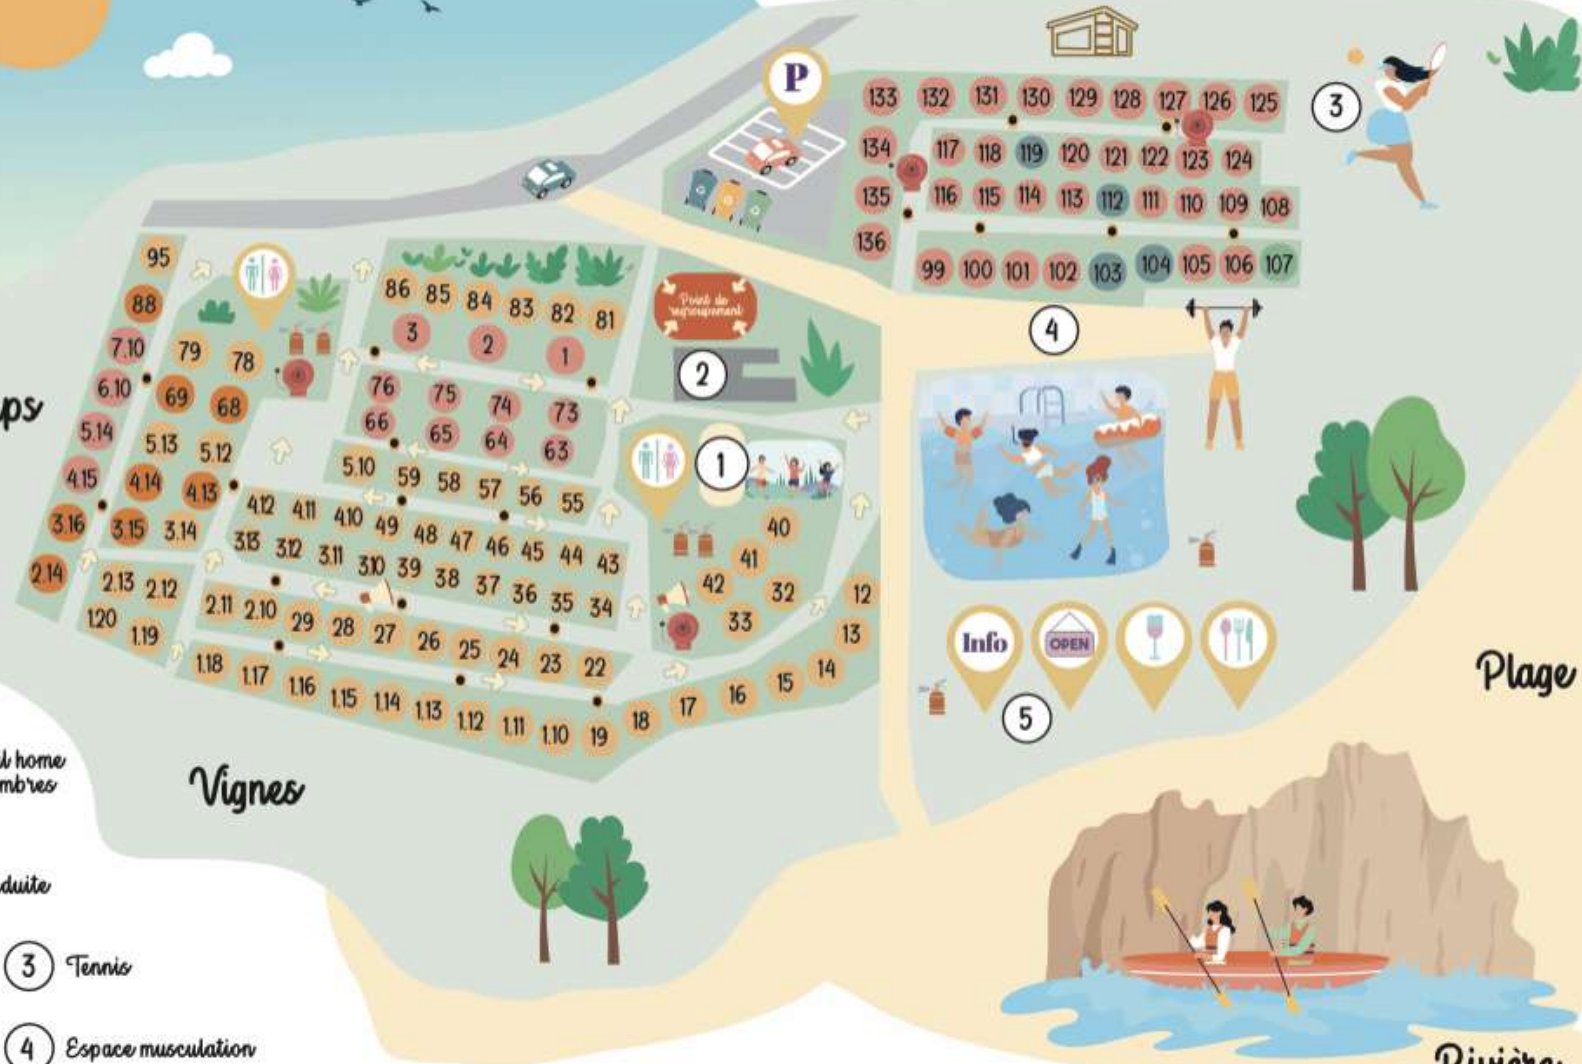 P
133 132 131 130 129 128 127 126 125
3
134 117 118 119 120 121 122 123 124
135 116 115 114 113 112 111 110 109 108
136
99 100 101 102 103 104 105 106 107
4
95
88
86 85 84 83 82 81
3 2 1
Point de
regroupement
2
7.10 79 78
6.10 69 68
76 75 74 73
66 65 64 63
ps
5.14 5.13 5.12
5.10 59 58 57 56 55
1
4.15 4.14 4.13
4.12 4.11 4.10 49 48 47 46 45 44 43
3.16 3.15 3.14
3.13 3.12 3.11 3.10 39 38 37 36 35 34
40
41
42 32 12
33 13
2.14 2.13 2.12
2.11 2.10 29 28 27 26 25 24 23 22
1.20 1.19
1.18 1.17 1.16 1.15 1.14 1.13 1.12 1.11 1.10 19 18 17 16 15 14
Info OPEN
5
Plage
il home
mbres
Vignes
duite
3 Tennis
4 Espace musculation
Rivière